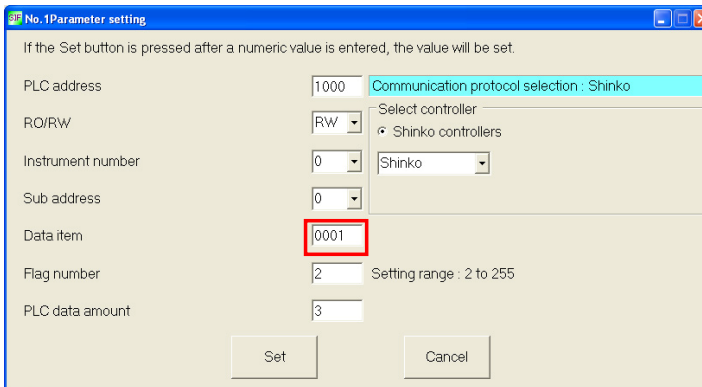 SIF No.1Parameter setting
If the Set button is pressed after a numeric value is entered, the value will be set.
PLC address 1000 Communication protocol selection : Shinko
Select controller
RO/RW RW Shinko controllers
Instrument number 0 Shinko
Sub address 0
Data item 0001
Flag number 2 Setting range : 2 to 255
PLC data amount 3
Set Cancel